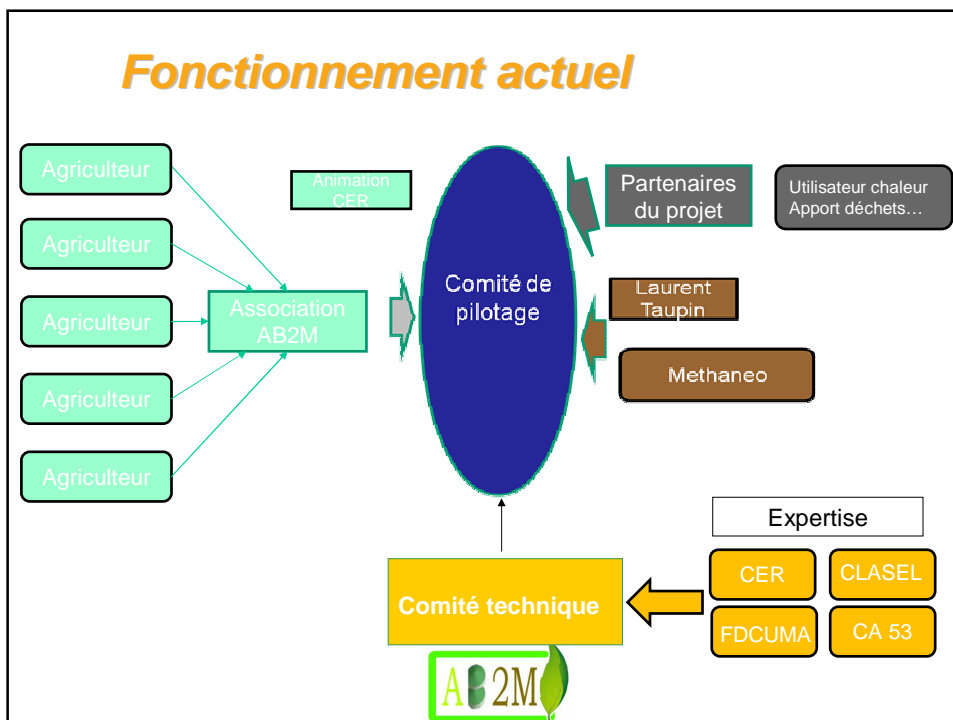 Fonctionnement actuel
Agriculteur
Agriculteur
Agriculteur
Agriculteur
Agriculteur
Association
AB2M
Animation
CER
Comité de
pilotage
Partenaires
du projet
Utilisateur chaleur
Apport déchets…
Laurent
Taupin
Methaneo
Expertise
CER
CLASEL
FDCUMA
CA 53
Comité technique
AB2M